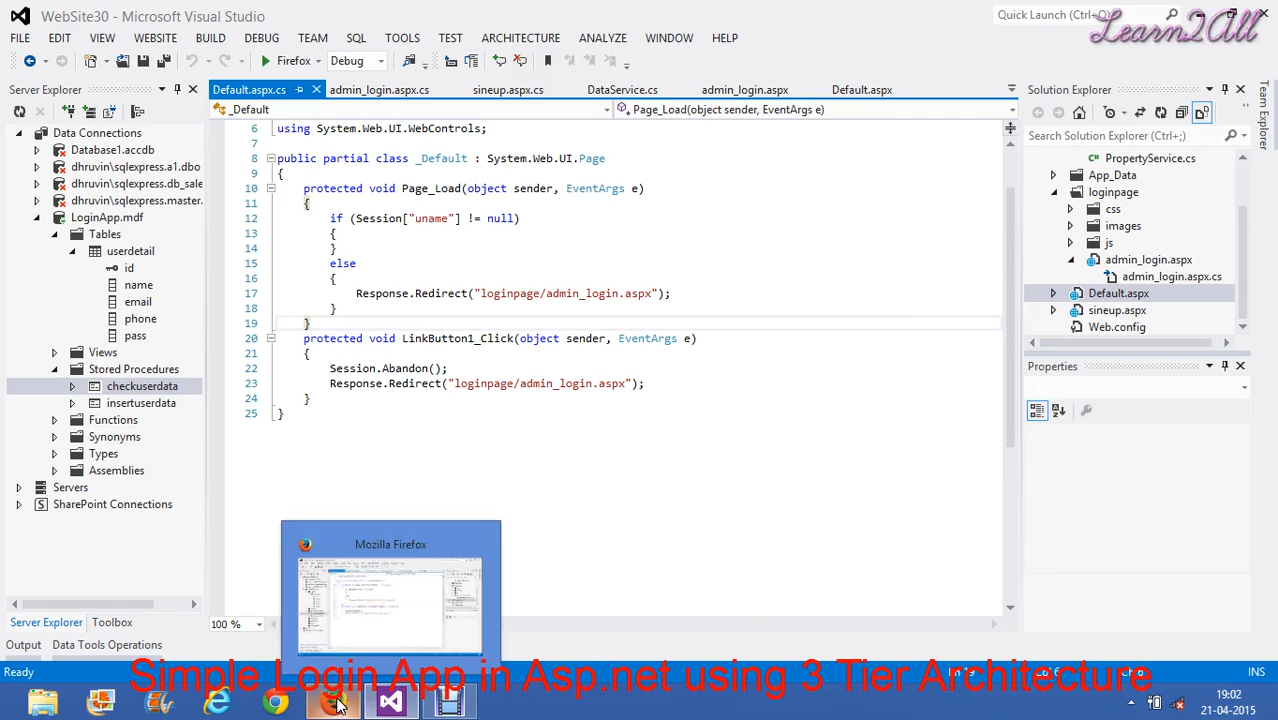 WebSite30 - Microsoft Visual Studio
Quick Launch (Ctrl+Q)
Learn2All
FILE EDIT VIEW WEBSITE BUILD DEBUG TEAM SQL TOOLS TEST ARCHITECTURE ANALYZE WINDOW HELP
Firefox Debug
Server Explorer
Default.aspx.cs admin_login.aspx.cs sineup.aspx.cs DataService.cs admin_login.aspx Default.aspx
Solution Explorer
Team Explorer
_Default Page_Load(object sender, EventArgs e)
Search Solution Explorer (Ctrl+;)
Data Connections
Database1.accdb
dhruvin\sqlexpress.a1.dbo
dhruvin\sqlexpress.db_sale
dhruvin\sqlexpress.master.
LoginApp.mdf
Tables
userdetail
id
name
email
phone
pass
Views
Stored Procedures
checkuserdata
insertuserdata
Functions
Synonyms
Types
Assemblies
Servers
SharePoint Connections
Server Explorer Toolbox
6 using System.Web.UI.WebControls;
7
8 public partial class _Default : System.Web.UI.Page
9 {
10 protected void Page_Load(object sender, EventArgs e)
11 {
12 if (Session["uname"] != null)
13 {
14 }
15 else
16 {
17 Response.Redirect("loginpage/admin_login.aspx");
18 }
19 }
20 protected void LinkButton1_Click(object sender, EventArgs e)
21 {
22 Session.Abandon();
23 Response.Redirect("loginpage/admin_login.aspx");
24 }
25 }
100 %
PropertyService.cs
App_Data
loginpage
css
images
js
admin_login.aspx
admin_login.aspx.cs
Default.aspx
sineup.aspx
Web.config
Properties
Mozilla Firefox
Output Data Tools Operations
Ready
INS
Simple Login App in Asp.net using 3 Tier Architecture
19:02
21-04-2015